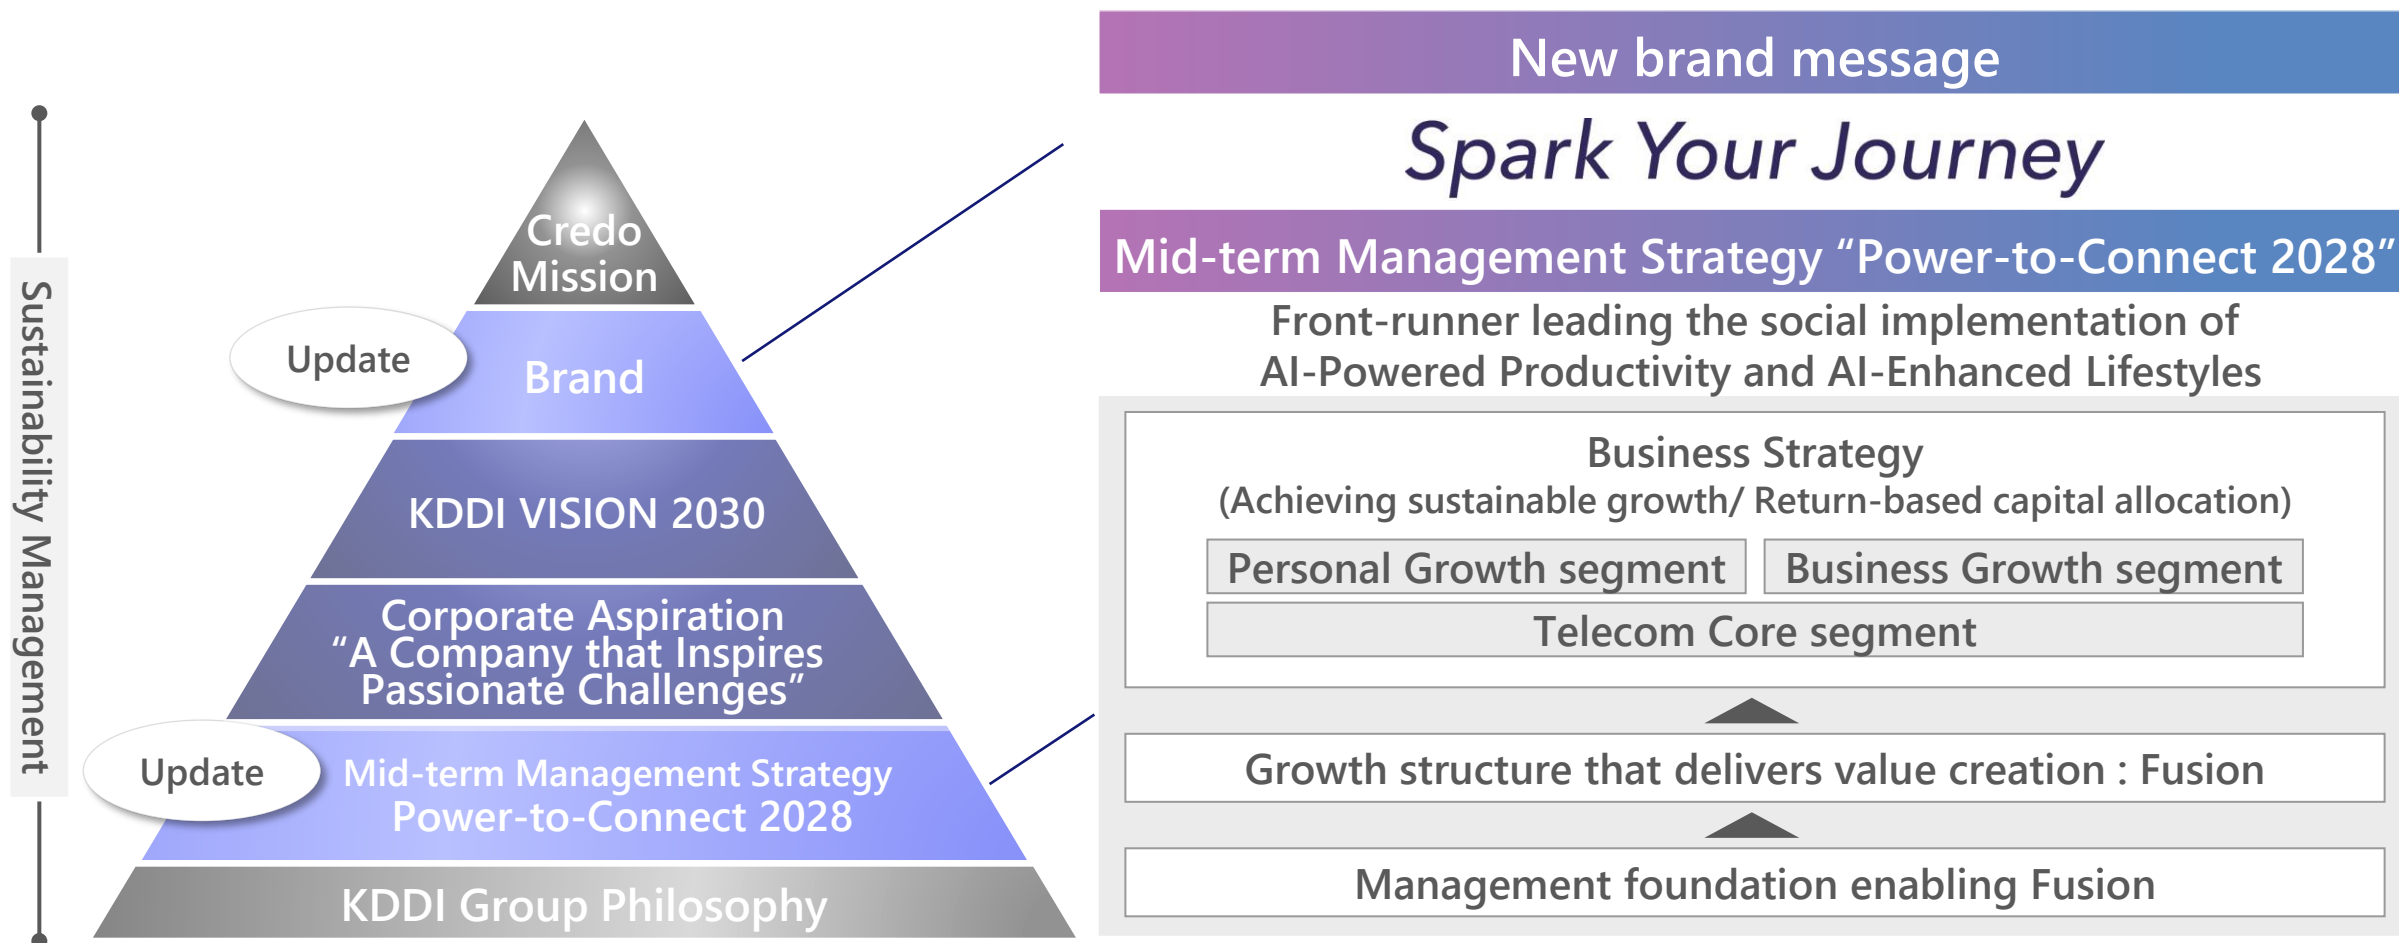 Sustainability Management
Credo
Mission
Update
Brand
KDDI VISION 2030
Corporate Aspiration
“A Company that Inspires
Passionate Challenges”
Update
Mid-term Management Strategy
Power-to-Connect 2028
KDDI Group Philosophy
New brand message
Spark Your Journey
Mid-term Management Strategy “Power-to-Connect 2028”
Front-runner leading the social implementation of
AI-Powered Productivity and AI-Enhanced Lifestyles
Business Strategy
(Achieving sustainable growth/ Return-based capital allocation)
Personal Growth segment
Business Growth segment
Telecom Core segment
Growth structure that delivers value creation : Fusion
Management foundation enabling Fusion